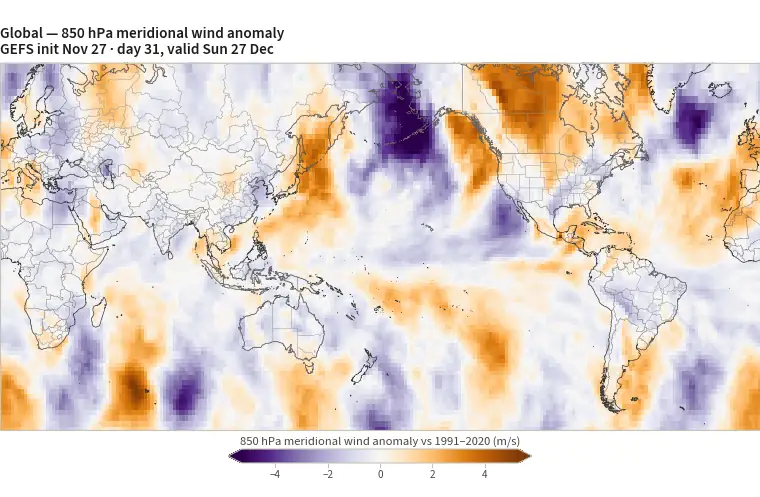 Global — 850 hPa meridional wind anomaly
GEFS init Nov 27 · day 31, valid Sun 27 Dec
850 hPa meridional wind anomaly vs 1991–2020 (m/s)
−4 −2 0 2 4